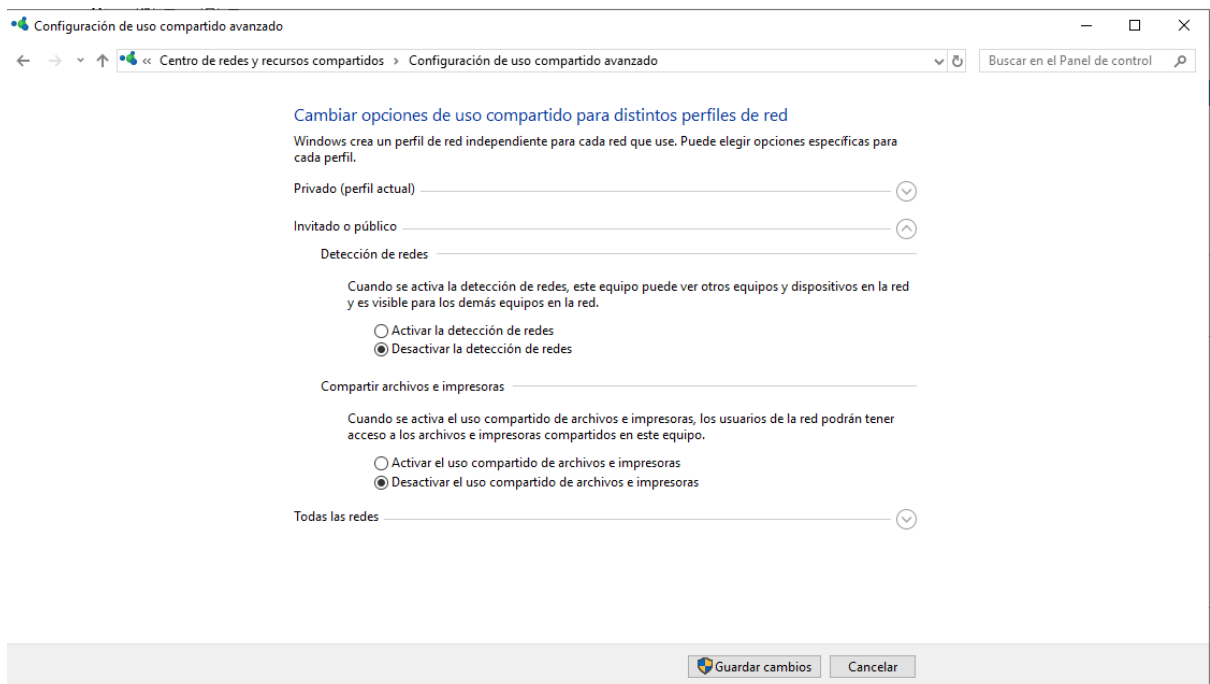 Configuración de uso compartido avanzado
« Centro de redes y recursos compartidos > Configuración de uso compartido avanzado
Buscar en el Panel de control
Cambiar opciones de uso compartido para distintos perfiles de red
Windows crea un perfil de red independiente para cada red que use. Puede elegir opciones específicas para
cada perfil.
Privado (perfil actual)
Invitado o público
Detección de redes
Cuando se activa la detección de redes, este equipo puede ver otros equipos y dispositivos en la red
y es visible para los demás equipos en la red.
Activar la detección de redes
Desactivar la detección de redes
Compartir archivos e impresoras
Cuando se activa el uso compartido de archivos e impresoras, los usuarios de la red podrán tener
acceso a los archivos e impresoras compartidos en este equipo.
Activar el uso compartido de archivos e impresoras
Desactivar el uso compartido de archivos e impresoras
Todas las redes
Guardar cambios
Cancelar